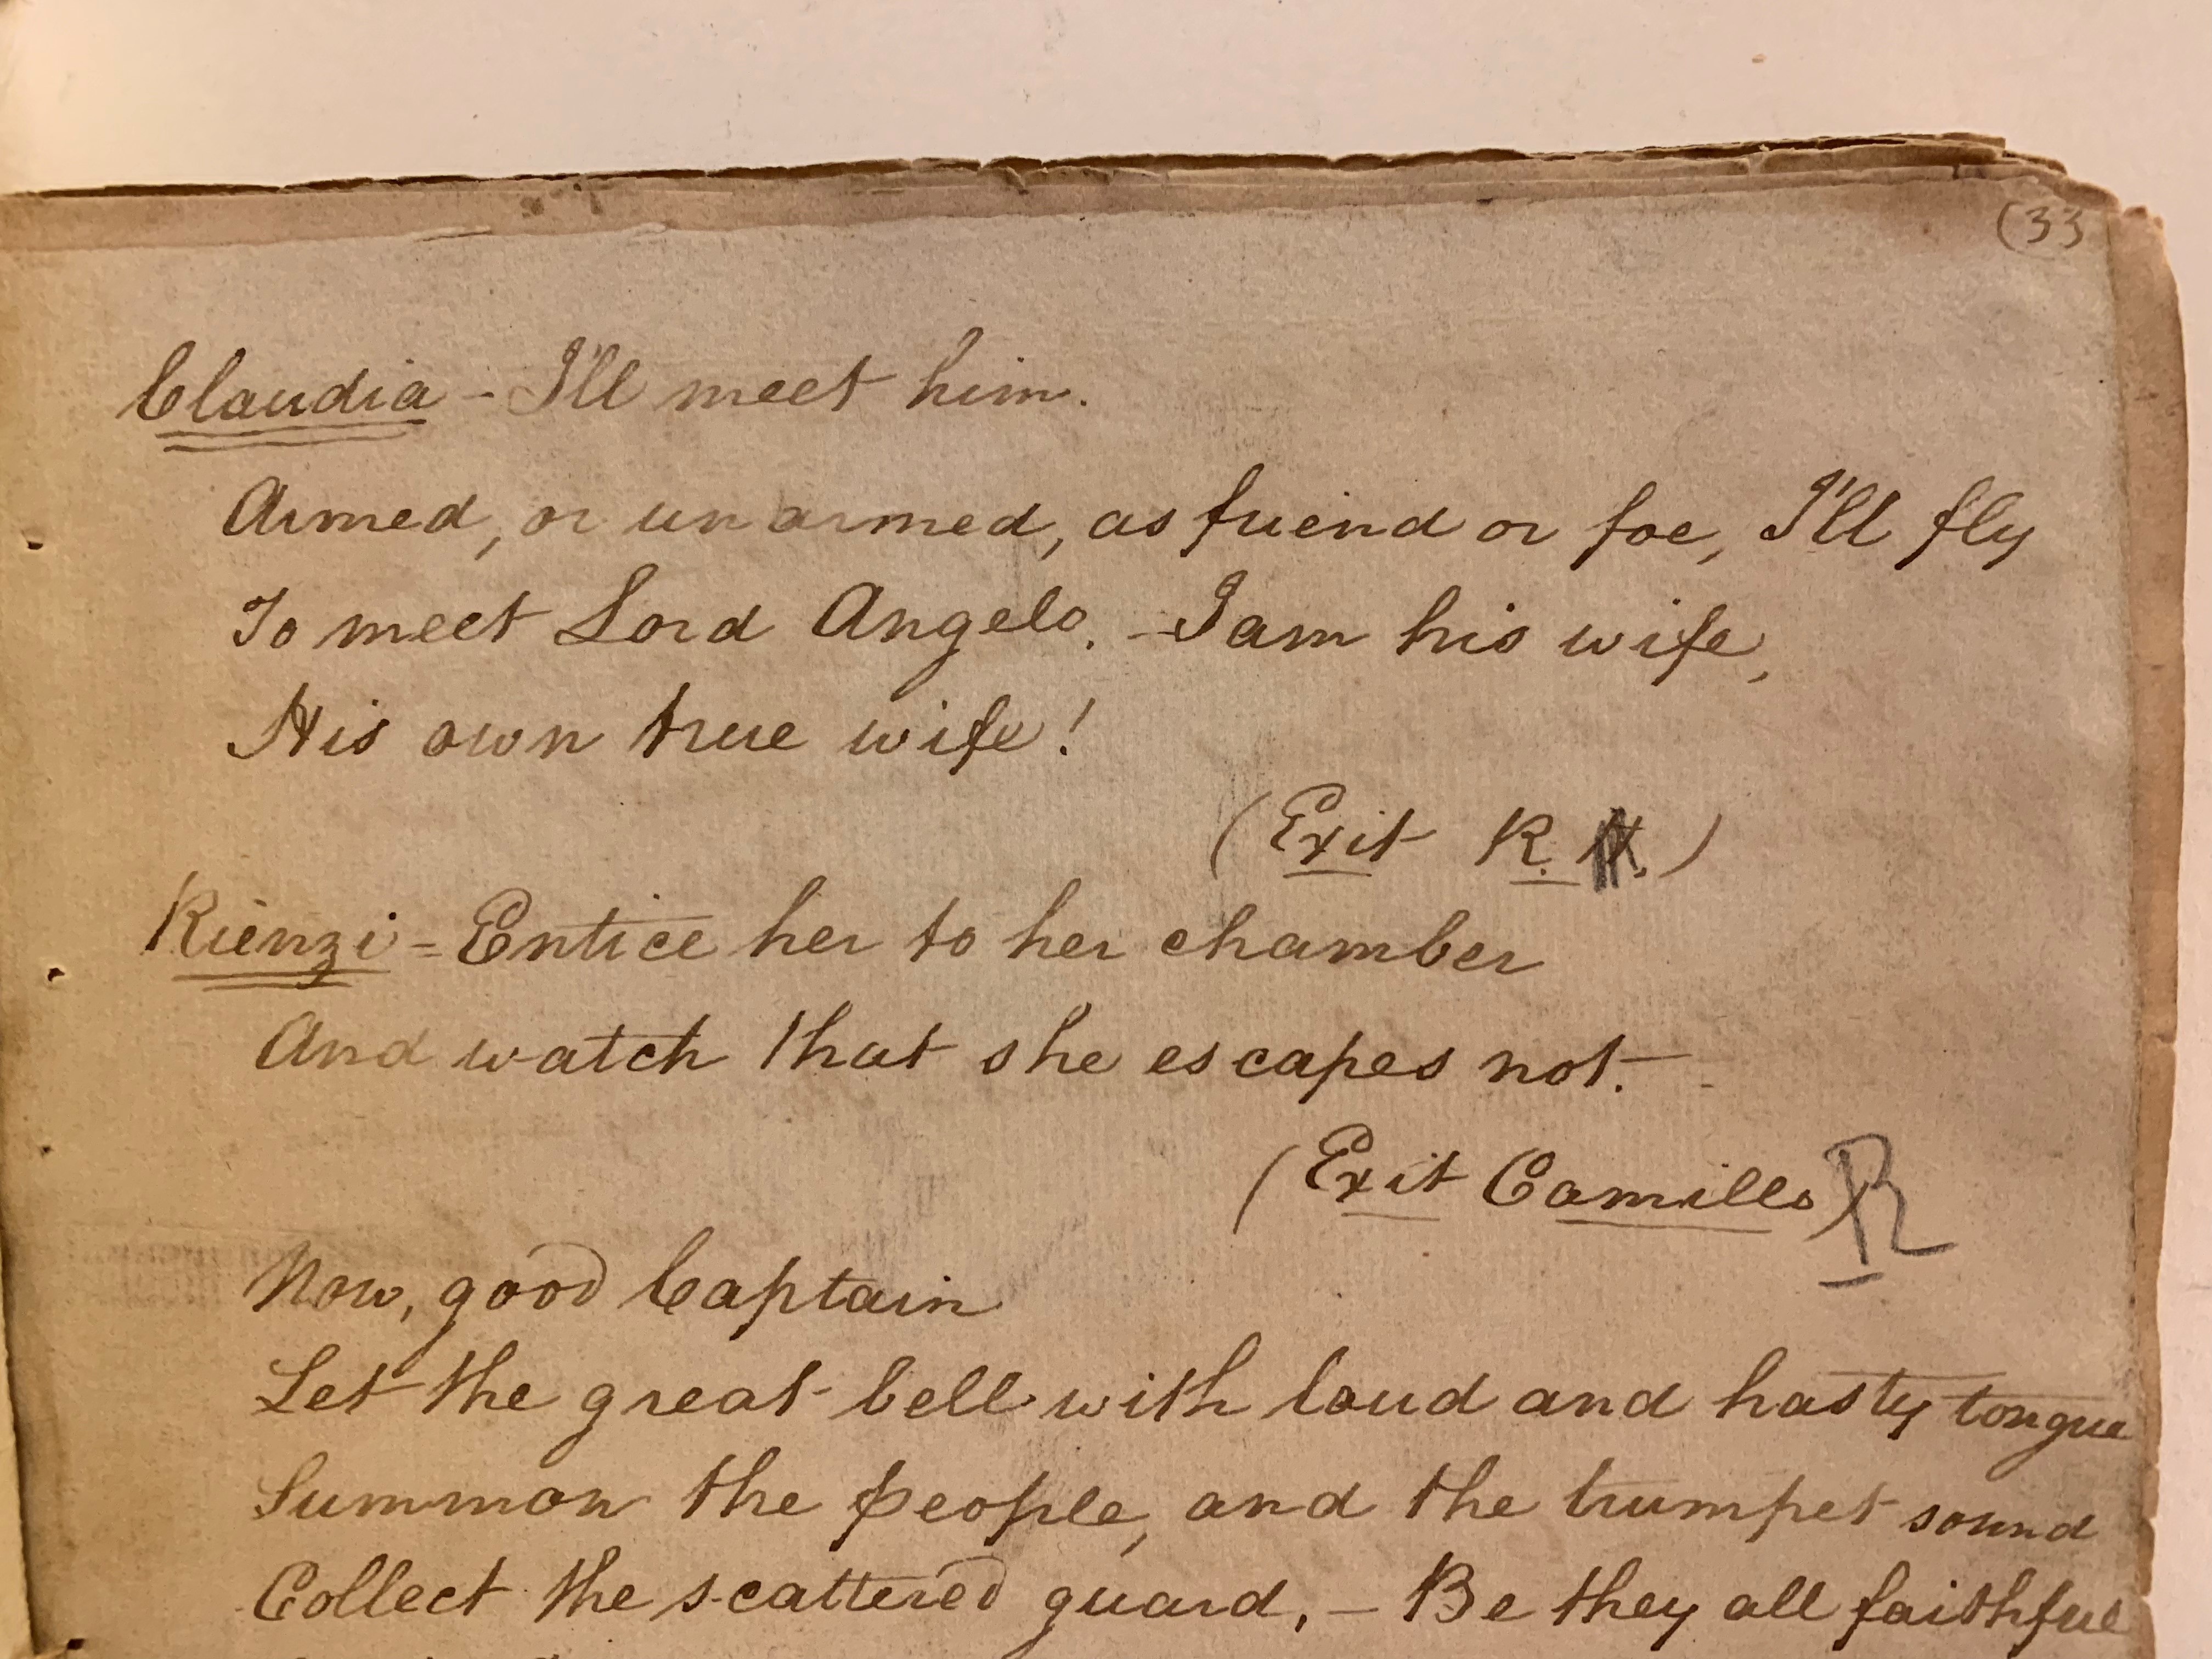 (33
Claudia - I'll meet him.
Armed, or unarmed, as friend or foe, I'll fly
To meet Lord Angelo. - I am his wife,
His own true wife!
(Exit R. H.)
Rienzi = Entice her to her chamber
And watch that she escapes not. -
(Exit Camillo) R
Now, good Captain
Let the great bell with loud and hasty tongue
Summon the people, and the trumpet sound
Collect the scattered guard, - Be they all faithful